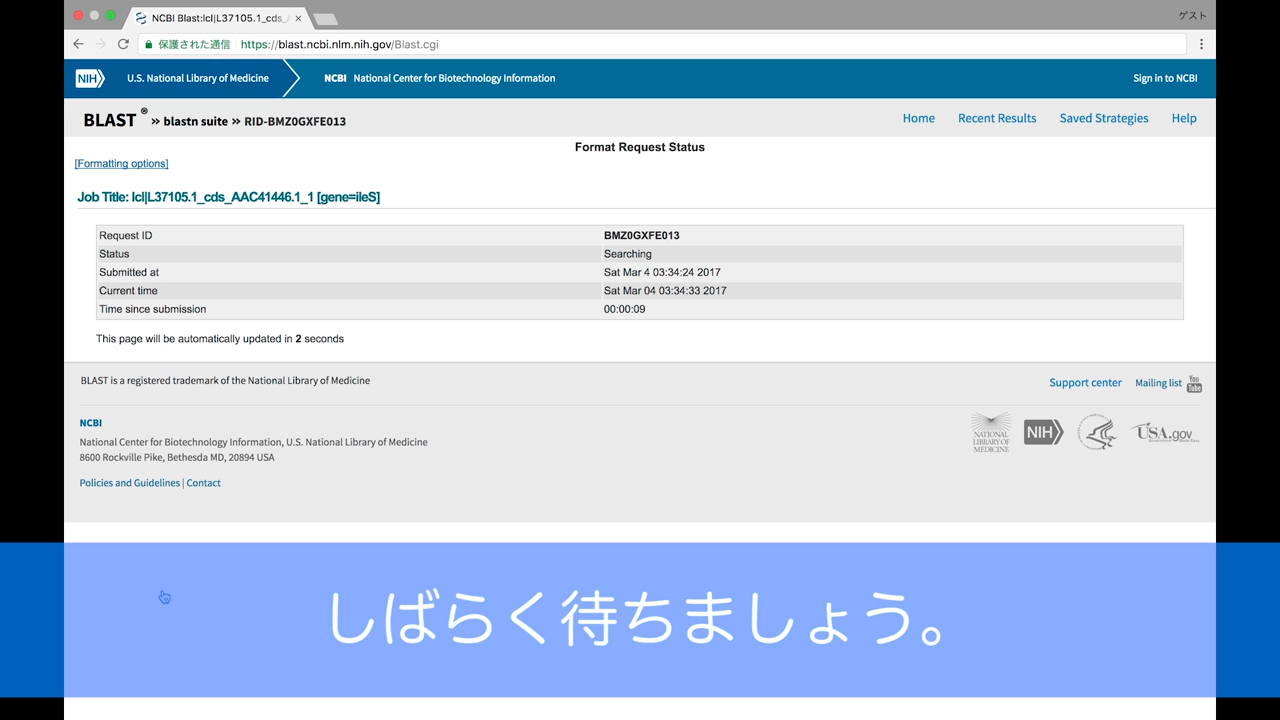 NCBI Blast:lcl|L37105.1_cds_
ゲスト
保護された通信 https://blast.ncbi.nlm.nih.gov/Blast.cgi
NIH U.S. National Library of Medicine NCBI National Center for Biotechnology Information Sign in to NCBI
BLAST ® » blastn suite » RID-BMZ0GXFE013 Home Recent Results Saved Strategies Help
Format Request Status
[Formatting options]
Job Title: lcl|L37105.1_cds_AAC41446.1_1 [gene=ileS]
Request ID BMZ0GXFE013
Status Searching
Submitted at Sat Mar 4 03:34:24 2017
Current time Sat Mar 04 03:34:33 2017
Time since submission 00:00:09
This page will be automatically updated in 2 seconds
BLAST is a registered trademark of the National Library of Medicine
Support center Mailing list You Tube
NCBI
National Center for Biotechnology Information, U.S. National Library of Medicine
8600 Rockville Pike, Bethesda MD, 20894 USA
Policies and Guidelines | Contact
NATIONAL
LIBRARY OF
MEDICINE
NIH
USA.gov
しばらく待ちましょう。